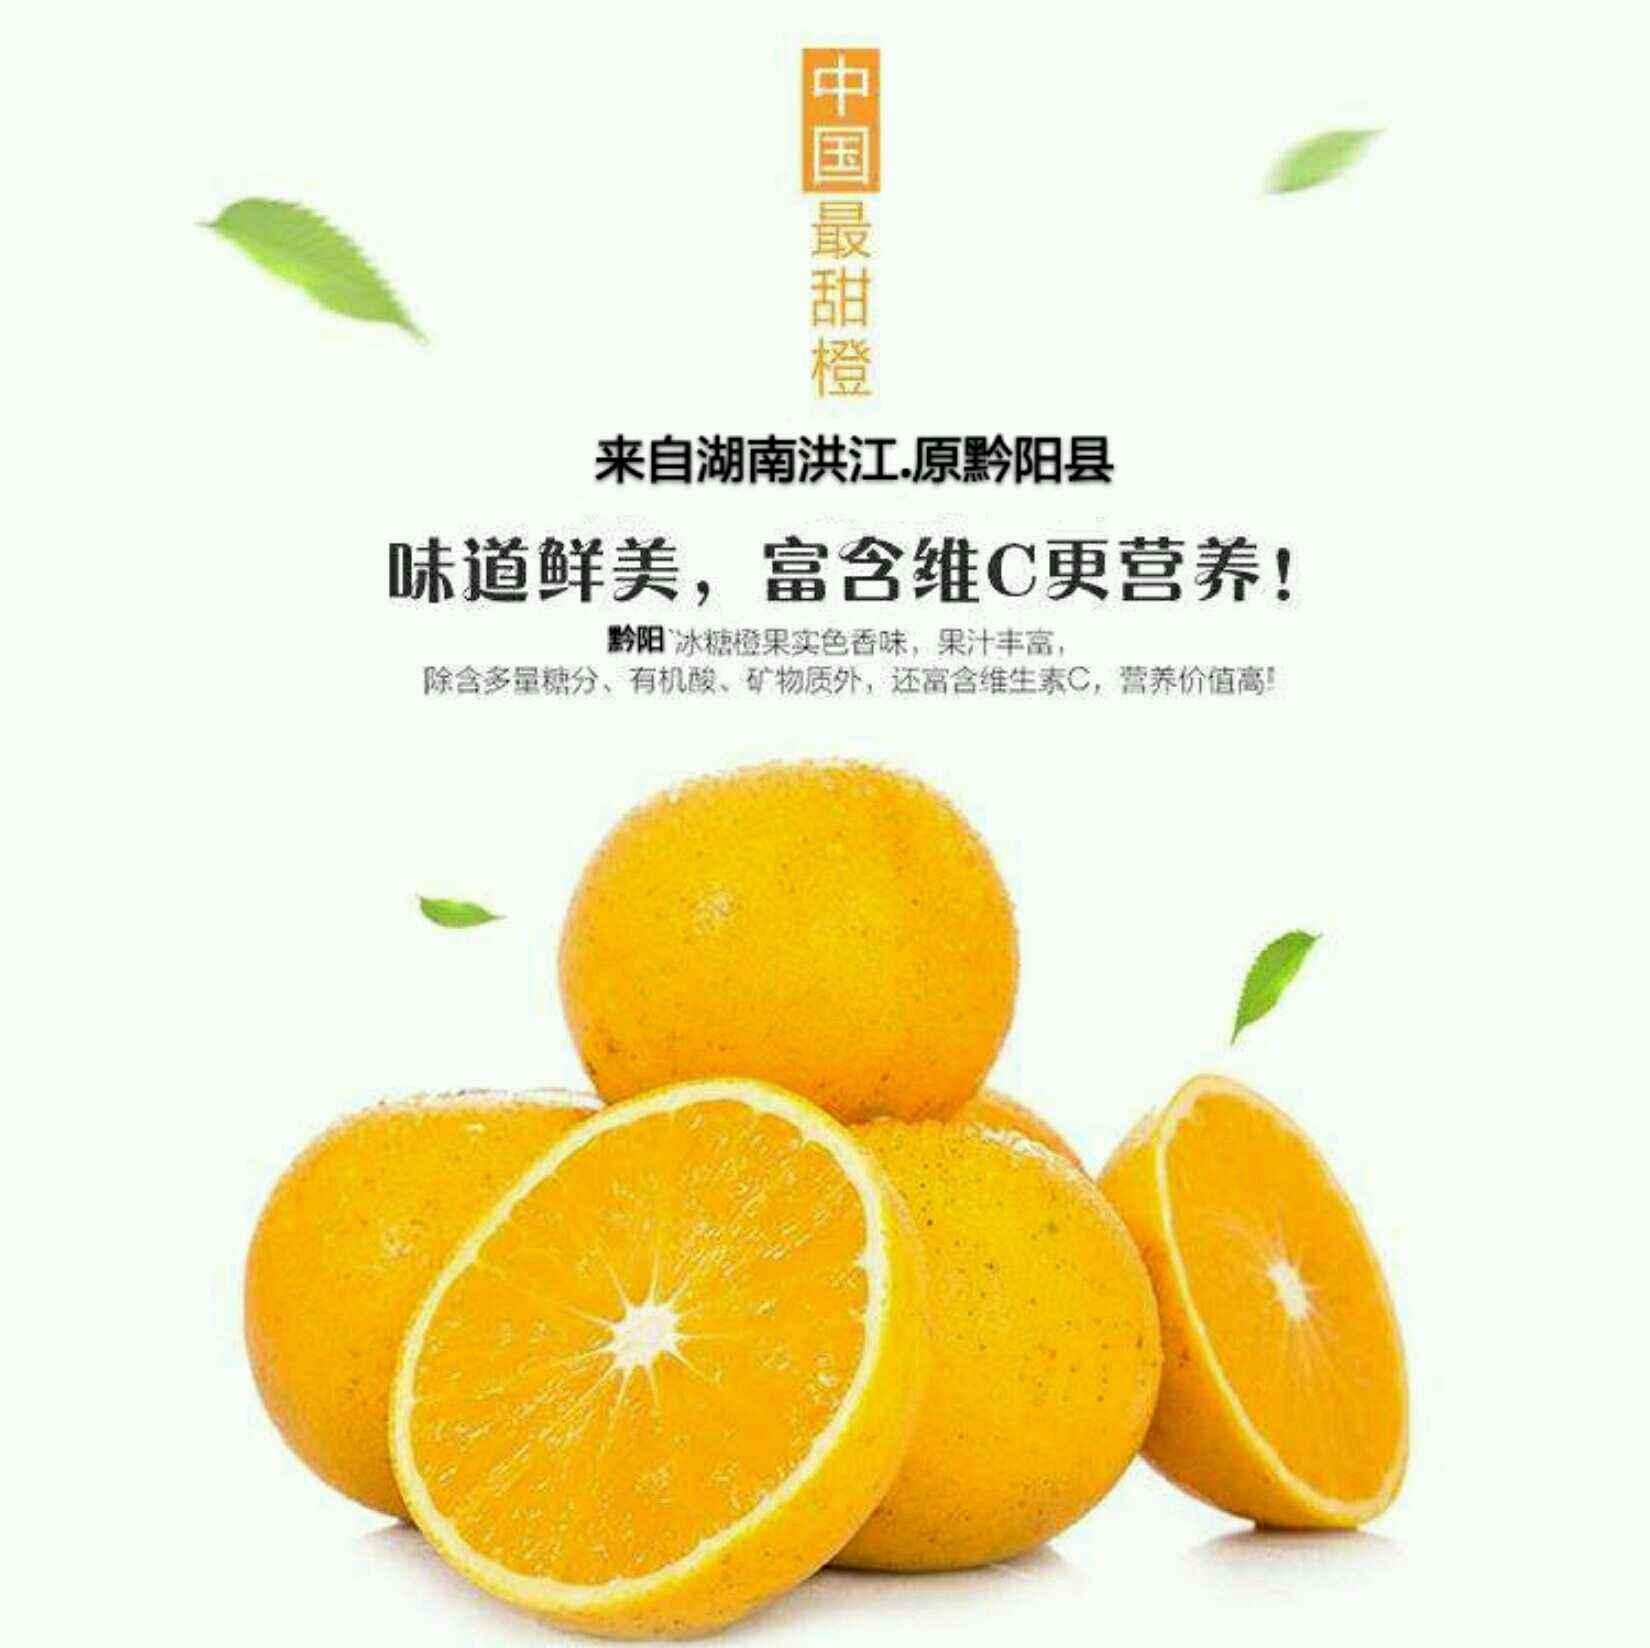 中国最甜橙
来自湖南洪江.原黔阳县
味道鲜美，富含维C更营养！
黔阳`冰糖橙果实色香味，果汁丰富，
除含多量糖分、有机酸、矿物质外，还富含维生素C，营养价值高！